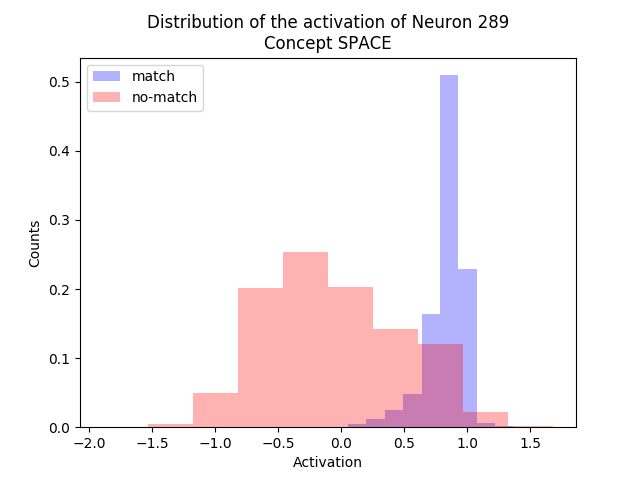 Distribution of the activation of Neuron 289
Concept SPACE
match
no-match
Counts
0.5
0.4
0.3
0.2
0.1
0.0
−2.0 −1.5 −1.0 −0.5 0.0 0.5 1.0 1.5
Activation